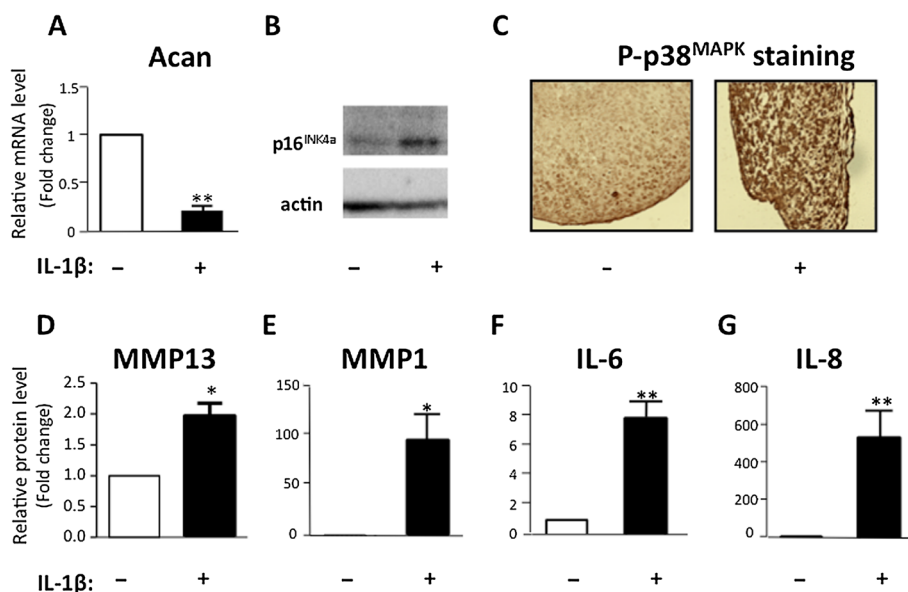 A
Acan
Relative mRNA level
(Fold change)
1.5
1
0.5
0
**
IL-1β: – +
B
p16INK4a
actin
– +
C
P-p38MAPK staining
– +
D
MMP13
Relative protein level
(Fold change)
2.5
2.0
1.5
1.0
0.5
0.0
*
IL-1β: – +
E
MMP1
150
100
50
0
*
– +
F
IL-6
10
8
6
4
2
0
**
– +
G
IL-8
800
600
400
200
0
**
– +